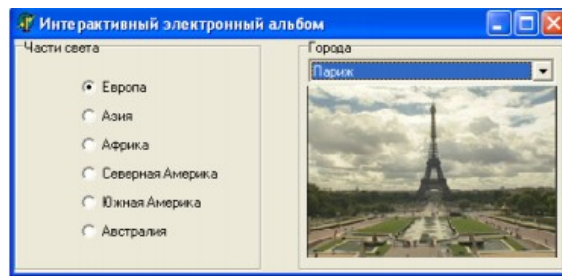 Интерактивный электронный альбом
Части света
Европа
Азия
Африка
Северная Америка
Южная Америка
Австралия
Города
Париж